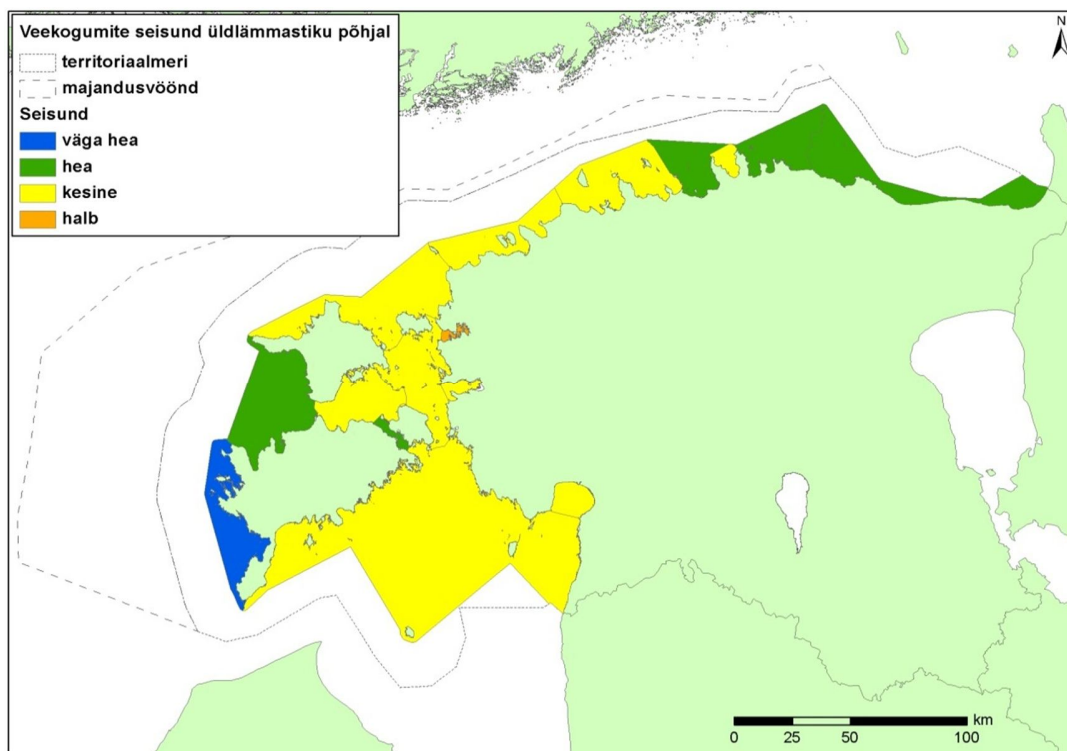 Veekogumite seisund üldlämmastiku põhjal
territoriaalmeri
majandusvöönd
Seisund
väga hea
hea
kesine
halb
N
km
0 25 50 100